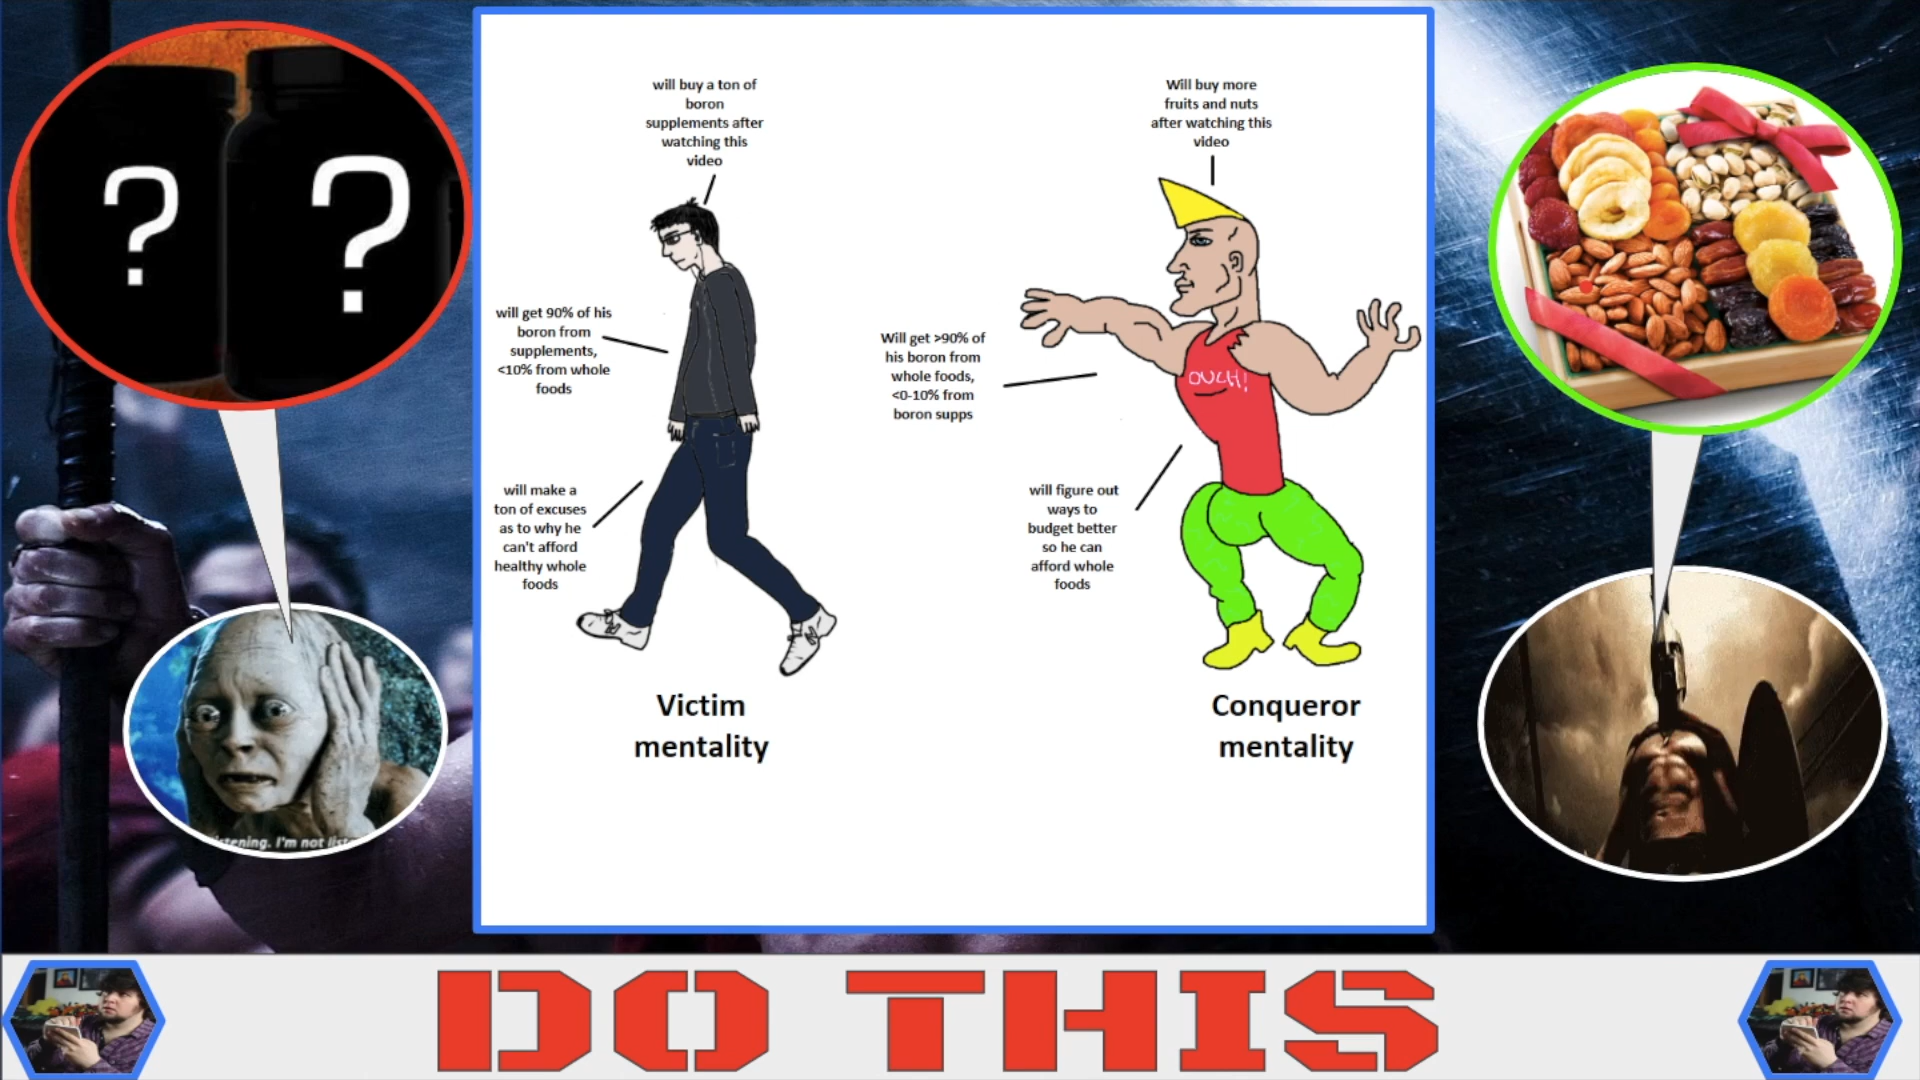 will buy a ton of
boron
supplements after
watching this
video
Will buy more
fruits and nuts
after watching this
video
? ?
will get 90% of his
boron from
supplements,
<10% from whole
foods
Will get >90% of
his boron from
whole foods,
<0-10% from
boron supps
OUCH!
will make a
ton of excuses
as to why he
can't afford
healthy whole
foods
will figure out
ways to
budget better
so he can
afford whole
foods
Victim
mentality
Conqueror
mentality
I'm not
DO THIS